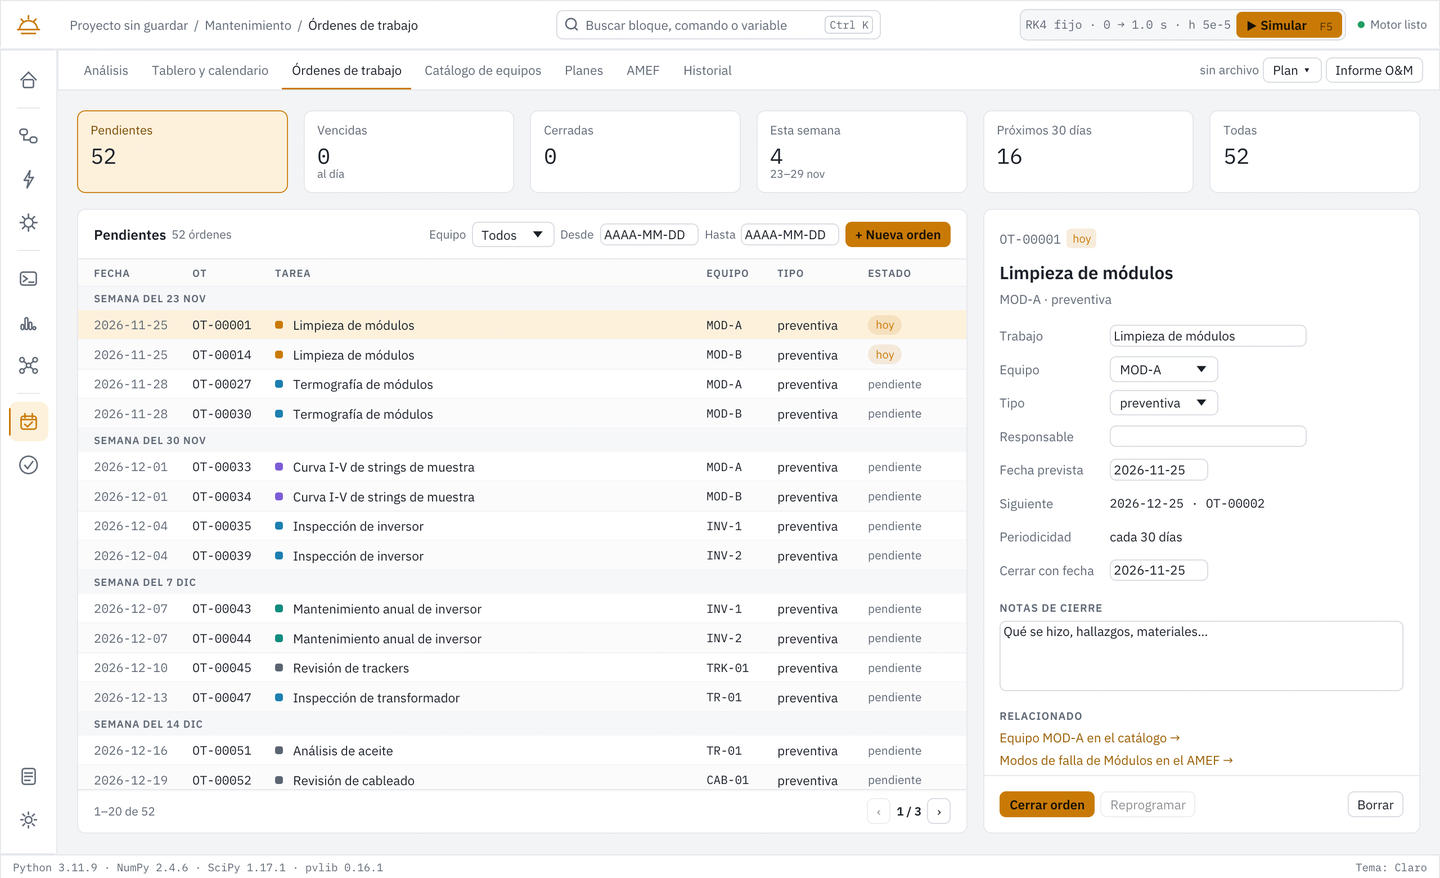 Proyecto sin guardar / Mantenimiento / Órdenes de trabajo
Buscar bloque, comando o variable Ctrl K
RK4 fijo · 0 → 1.0 s · h 5e-5
▶ Simular F5
Motor listo
Análisis
Tablero y calendario
Órdenes de trabajo
Catálogo de equipos
Planes
AMEF
Historial
sin archivo
Plan ▾
Informe O&M
Pendientes
52
Vencidas
0
al día
Cerradas
0
Esta semana
4
23–29 nov
Próximos 30 días
16
Todas
52
Pendientes 52 órdenes
Equipo Todos Desde AAAA-MM-DD Hasta AAAA-MM-DD + Nueva orden
FECHA OT TAREA EQUIPO TIPO ESTADO
SEMANA DEL 23 NOV
2026-11-25 OT-00001 Limpieza de módulos MOD-A preventiva hoy
2026-11-25 OT-00014 Limpieza de módulos MOD-B preventiva hoy
2026-11-28 OT-00027 Termografía de módulos MOD-A preventiva pendiente
2026-11-28 OT-00030 Termografía de módulos MOD-B preventiva pendiente
SEMANA DEL 30 NOV
2026-12-01 OT-00033 Curva I-V de strings de muestra MOD-A preventiva pendiente
2026-12-01 OT-00034 Curva I-V de strings de muestra MOD-B preventiva pendiente
2026-12-04 OT-00035 Inspección de inversor INV-1 preventiva pendiente
2026-12-04 OT-00039 Inspección de inversor INV-2 preventiva pendiente
SEMANA DEL 7 DIC
2026-12-07 OT-00043 Mantenimiento anual de inversor INV-1 preventiva pendiente
2026-12-07 OT-00044 Mantenimiento anual de inversor INV-2 preventiva pendiente
2026-12-10 OT-00045 Revisión de trackers TRK-01 preventiva pendiente
2026-12-13 OT-00047 Inspección de transformador TR-01 preventiva pendiente
SEMANA DEL 14 DIC
2026-12-16 OT-00051 Análisis de aceite TR-01 preventiva pendiente
2026-12-19 OT-00052 Revisión de cableado CAB-01 preventiva pendiente
1–20 de 52
‹ 1 / 3 ›
OT-00001 hoy
Limpieza de módulos
MOD-A · preventiva
Trabajo Limpieza de módulos
Equipo MOD-A
Tipo preventiva
Responsable
Fecha prevista 2026-11-25
Siguiente 2026-12-25 · OT-00002
Periodicidad cada 30 días
Cerrar con fecha 2026-11-25
NOTAS DE CIERRE
Qué se hizo, hallazgos, materiales…
RELACIONADO
Equipo MOD-A en el catálogo →
Modos de falla de Módulos en el AMEF →
Cerrar orden
Reprogramar
Borrar
Python 3.11.9 · NumPy 2.4.6 · SciPy 1.17.1 · pvlib 0.16.1
Tema: Claro